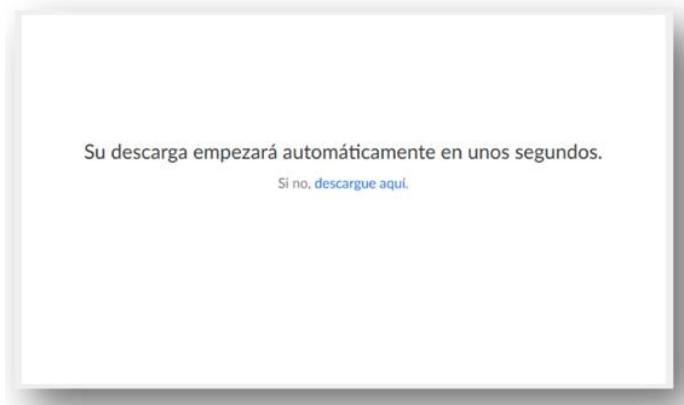 Su descarga empezará automáticamente en unos segundos.
Si no, descargue aquí.